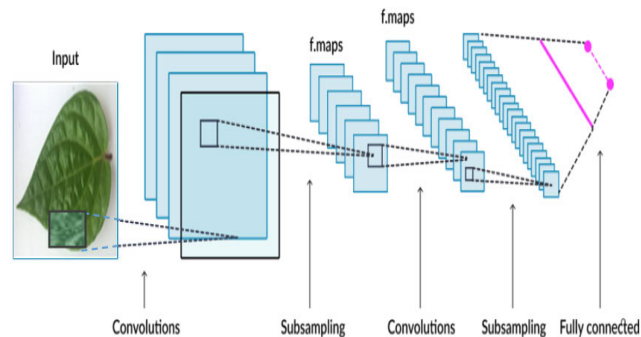 f.maps
f.maps
Input
Convolutions
Subsampling
Convolutions
Subsampling
Fully connected